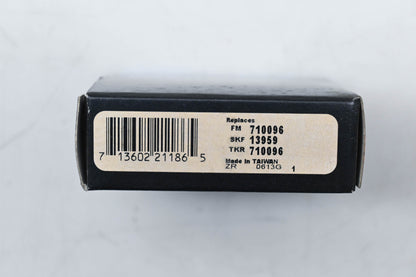 Replaces
FM 710096
SKF 13959
TKR 710096
Made In TAIWAN
ZR 0613G 1
7 13602 21186 5